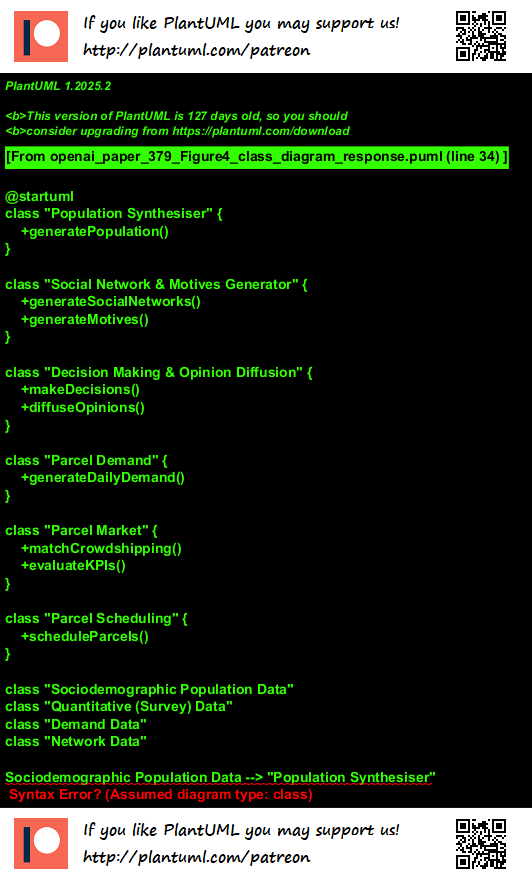 If you like PlantUML you may support us!
http://plantuml.com/patreon
PlantUML 1.2025.2
<b>This version of PlantUML is 127 days old, so you should
<b>consider upgrading from https://plantuml.com/download
[From openai_paper_379_Figure4_class_diagram_response.puml (line 34) ]
@startuml
class "Population Synthesiser" {
+generatePopulation()
}
class "Social Network & Motives Generator" {
+generateSocialNetworks()
+generateMotives()
}
class "Decision Making & Opinion Diffusion" {
+makeDecisions()
+diffuseOpinions()
}
class "Parcel Demand" {
+generateDailyDemand()
}
class "Parcel Market" {
+matchCrowdshipping()
+evaluateKPIs()
}
class "Parcel Scheduling" {
+scheduleParcels()
}
class "Sociodemographic Population Data"
class "Quantitative (Survey) Data"
class "Demand Data"
class "Network Data"
Sociodemographic Population Data --> "Population Synthesiser"
Syntax Error? (Assumed diagram type: class)
If you like PlantUML you may support us!
http://plantuml.com/patreon